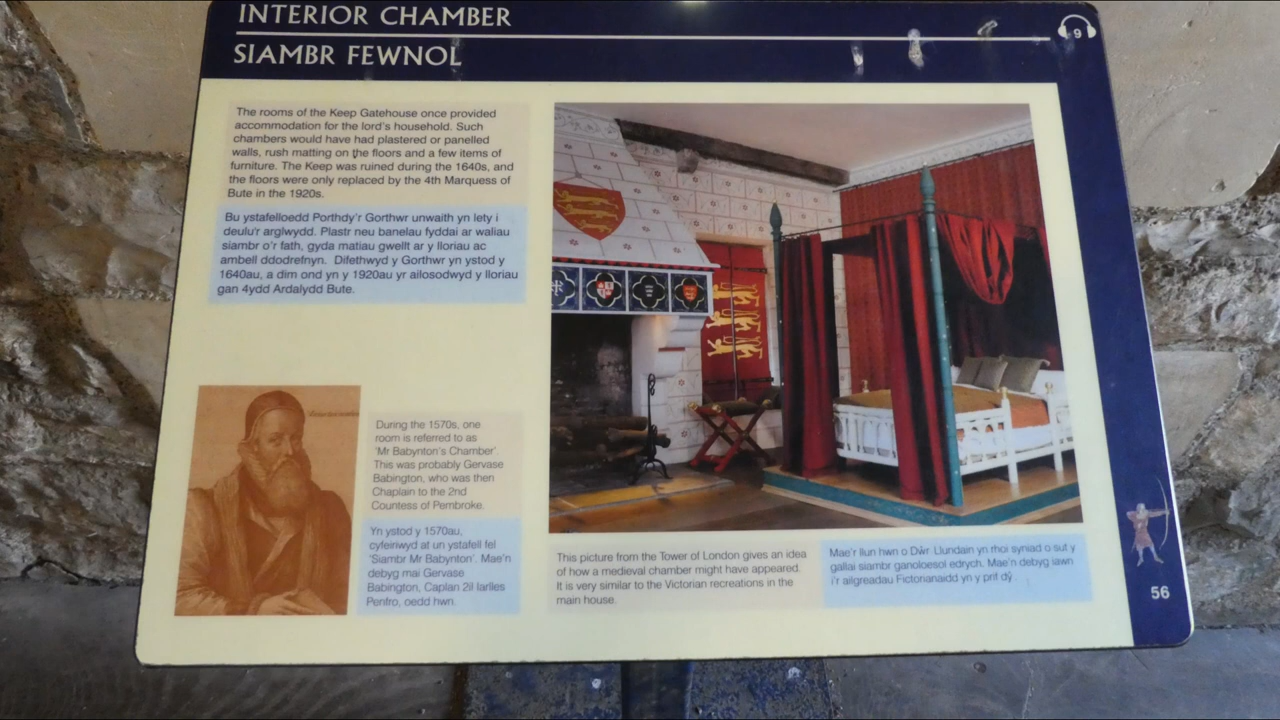 INTERIOR CHAMBER
SIAMBR FEWNOL
9
The rooms of the Keep Gatehouse once provided
accommodation for the lord's household. Such
chambers would have had plastered or panelled
walls, rush matting on the floors and a few items of
furniture. The Keep was ruined during the 1640s, and
the floors were only replaced by the 4th Marquess of
Bute in the 1920s.
Bu ystafelloedd Porthdy'r Gorthwr unwaith yn lety i
deulu'r arglwydd. Plastr neu banelau fyddai ar waliau
siambr o'r fath, gyda matiau gwellt ar y lloriau ac
ambell ddodrefnyn. Difethwyd y Gorthwr yn ystod y
1640au, a dim ond yn y 1920au yr ailosodwyd y lloriau
gan 4ydd Ardalydd Bute.
During the 1570s, one
room is referred to as
'Mr Babynton's Chamber'.
This was probably Gervase
Babington, who was then
Chaplain to the 2nd
Countess of Pembroke.
Yn ystod y 1570au,
cyfeiriwyd at un ystafell fel
'Siambr Mr Babynton'. Mae'n
debyg mai Gervase
Babington, Caplan 2il Iarlles
Penfro, oedd hwn.
This picture from the Tower of London gives an idea
of how a medieval chamber might have appeared.
It is very similar to the Victorian recreations in the
main house.
Mae'r llun hwn o Dŵr Llundain yn rhoi syniad o sut y
gallai siambr ganoloesol edrych. Mae'n debyg iawn
i'r ailgreadau Fictorianaidd yn y prif dŷ.
56